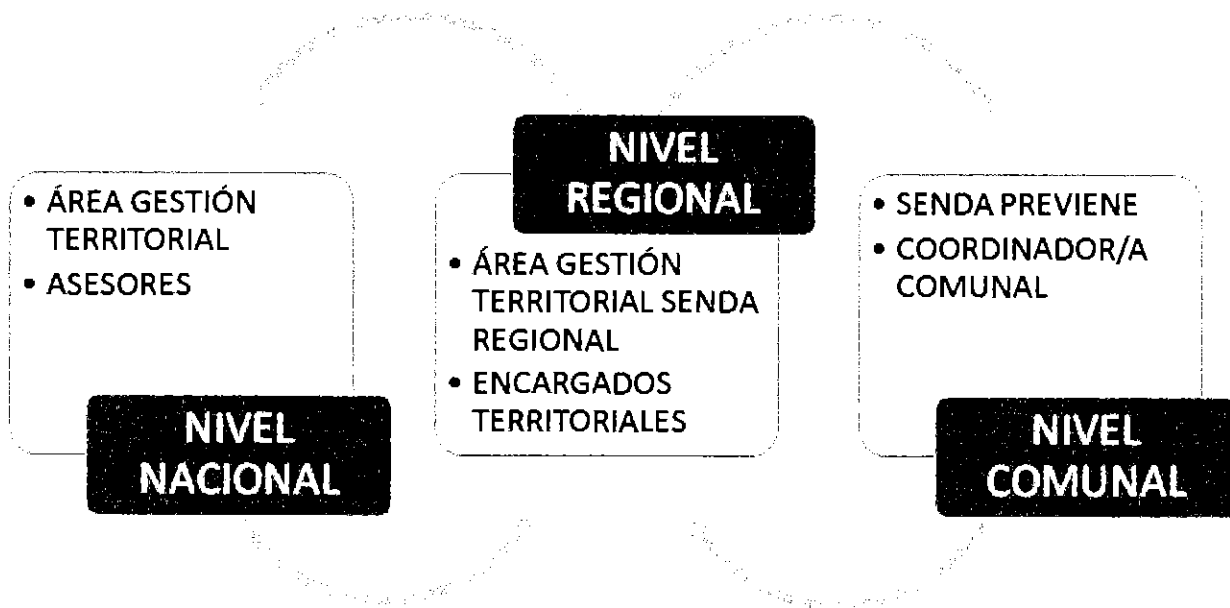 • ÁREA GESTIÓN
TERRITORIAL
• ASESORES
NIVEL
NACIONAL
NIVEL
REGIONAL
• ÁREA GESTIÓN
TERRITORIAL SENDA
REGIONAL
• ENCARGADOS
TERRITORIALES
• SENDA PREVIENE
• COORDINADOR/A
COMUNAL
NIVEL
COMUNAL